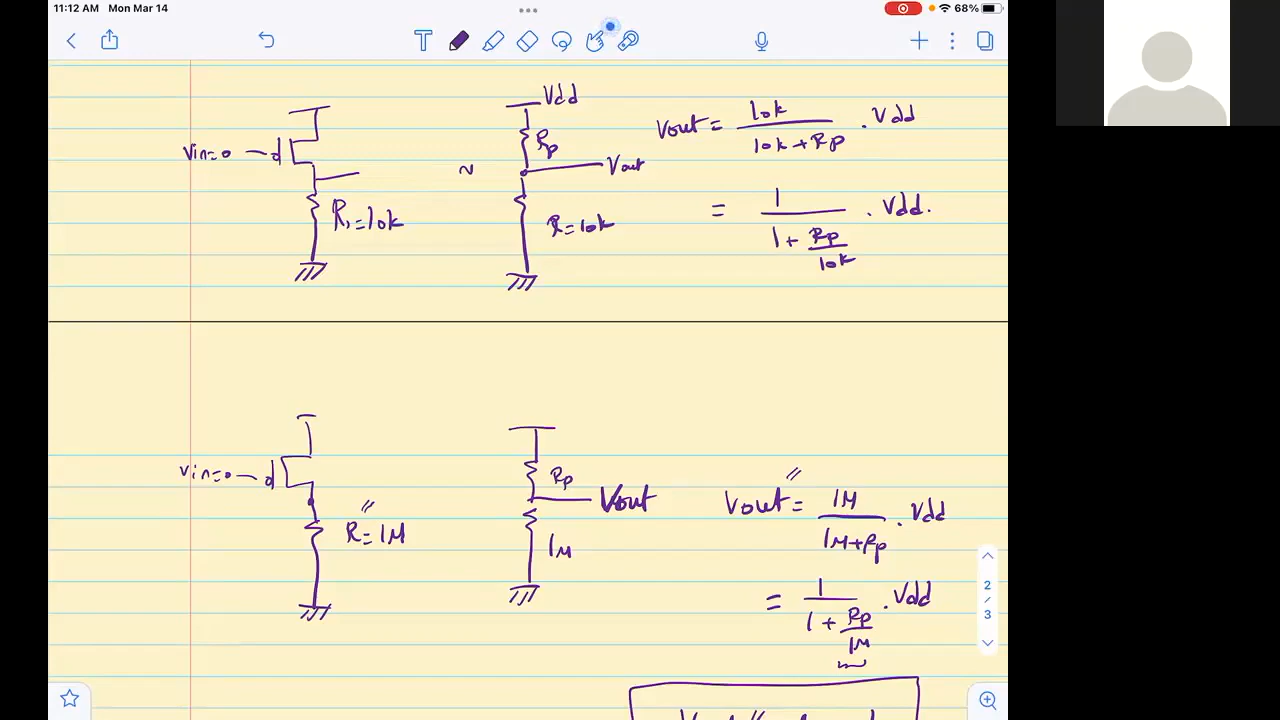 11:12 AM Mon Mar 14
68%
Vdd
Vin=0
Rp
Vout
R,=10k
R=10k
Vout = 10k / 10k+Rp . Vdd
= 1 / 1 + Rp/10k . Vdd.
Vin=0
Rp
Vout
R=1M
1M
Vout = 1M / 1M+Rp . Vdd
= 1 / 1 + Rp/1M . Vdd
2
/
3